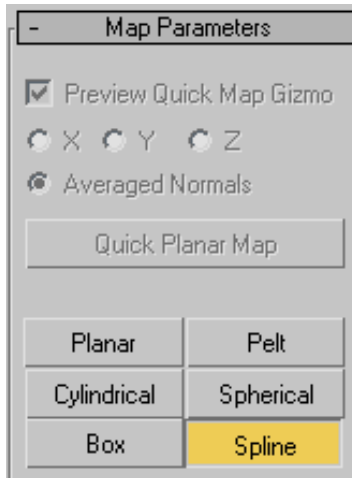 - Map Parameters
Preview Quick Map Gizmo
X Y Z
Averaged Normals
Quick Planar Map
Planar Pelt
Cylindrical Spherical
Box Spline